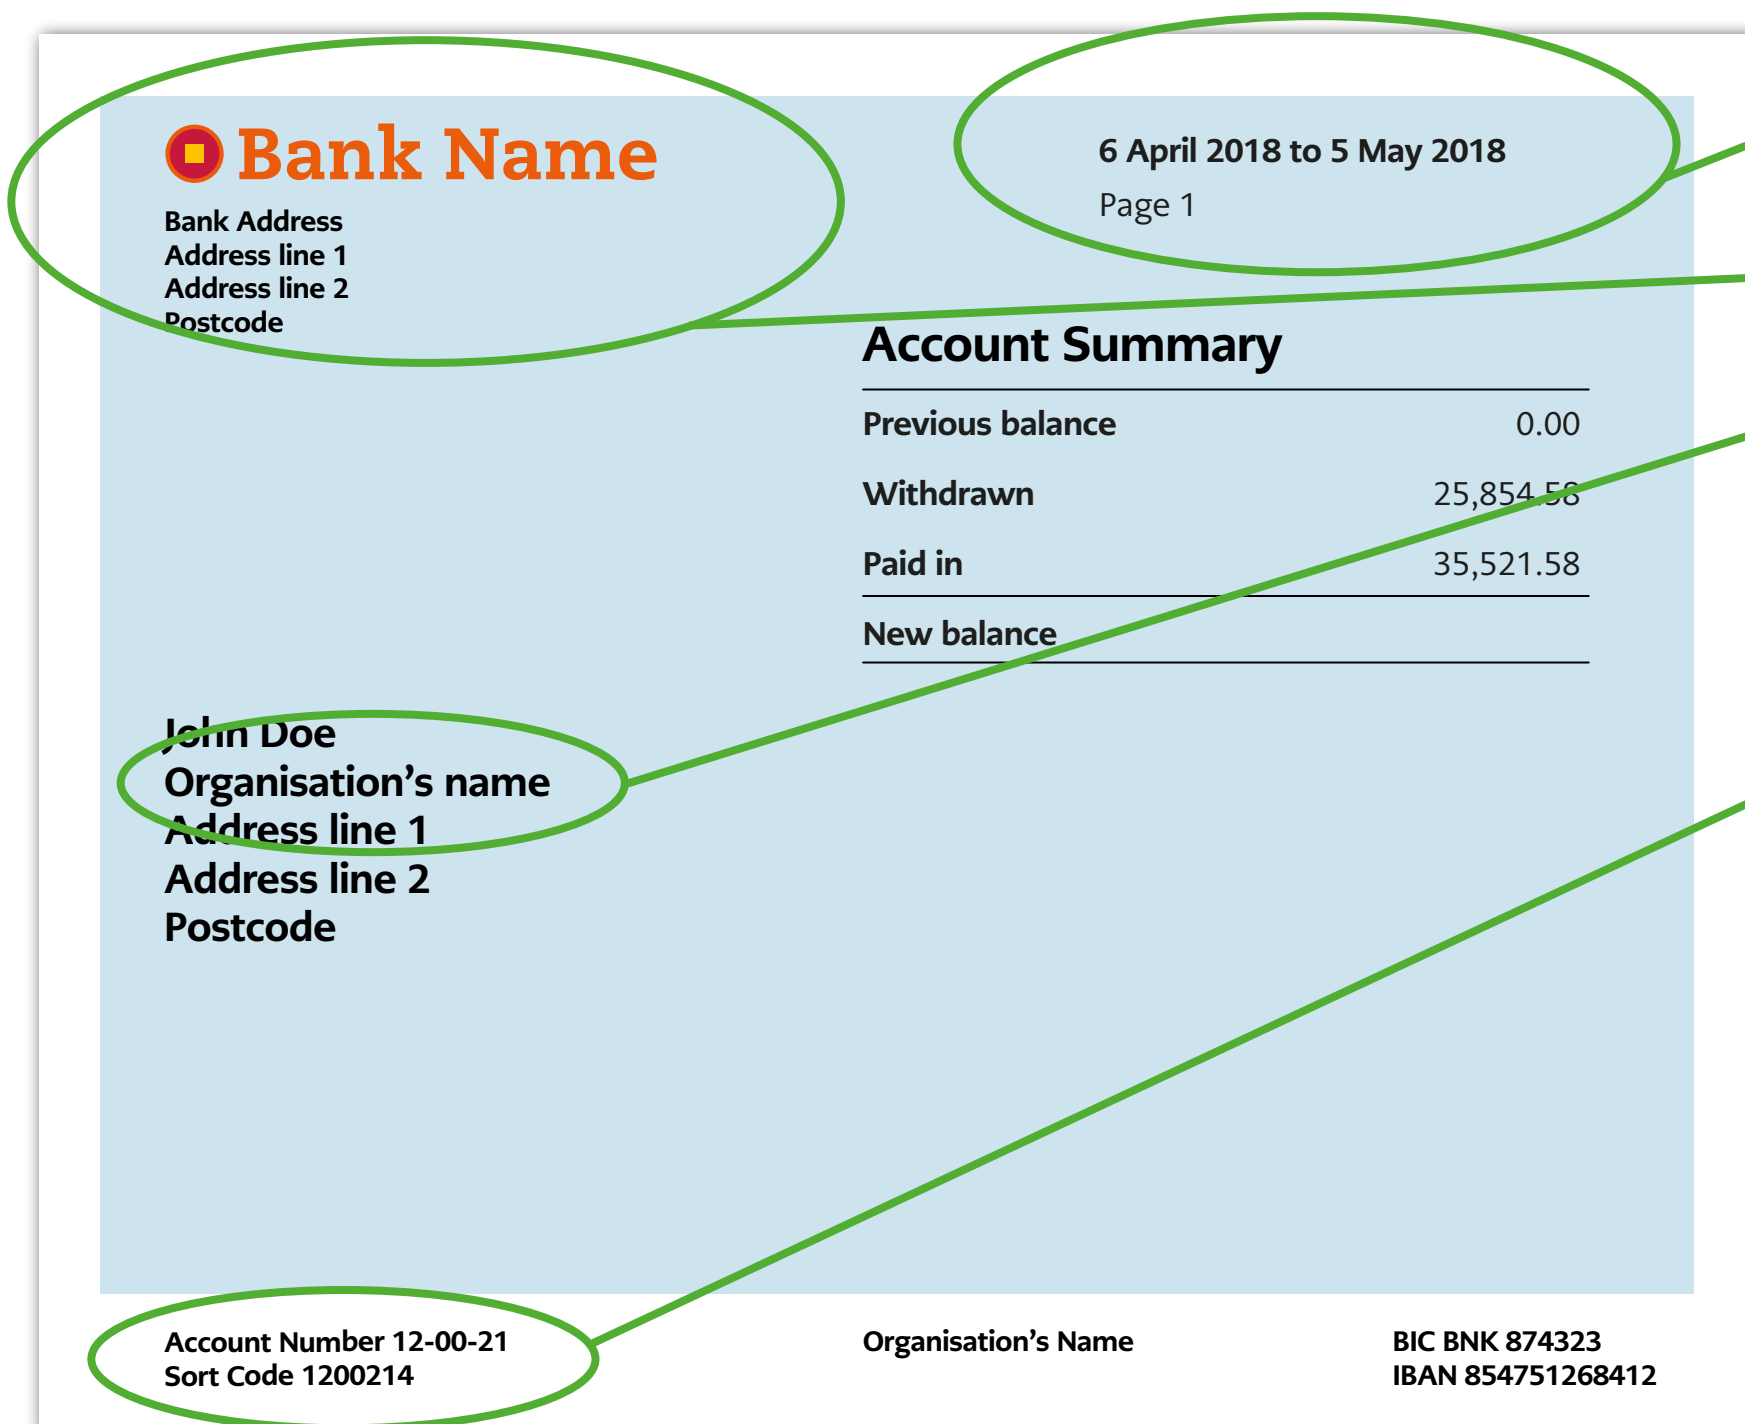 Bank Name
Bank Address
Address line 1
Address line 2
Postcode
6 April 2018 to 5 May 2018
Page 1
Account Summary
Previous balance 0.00
Withdrawn 25,854.58
Paid in 35,521.58
New balance
John Doe
Organisation’s name
Address line 1
Address line 2
Postcode
Account Number 12-00-21
Sort Code 1200214
Organisation’s Name
BIC BNK 874323
IBAN 854751268412